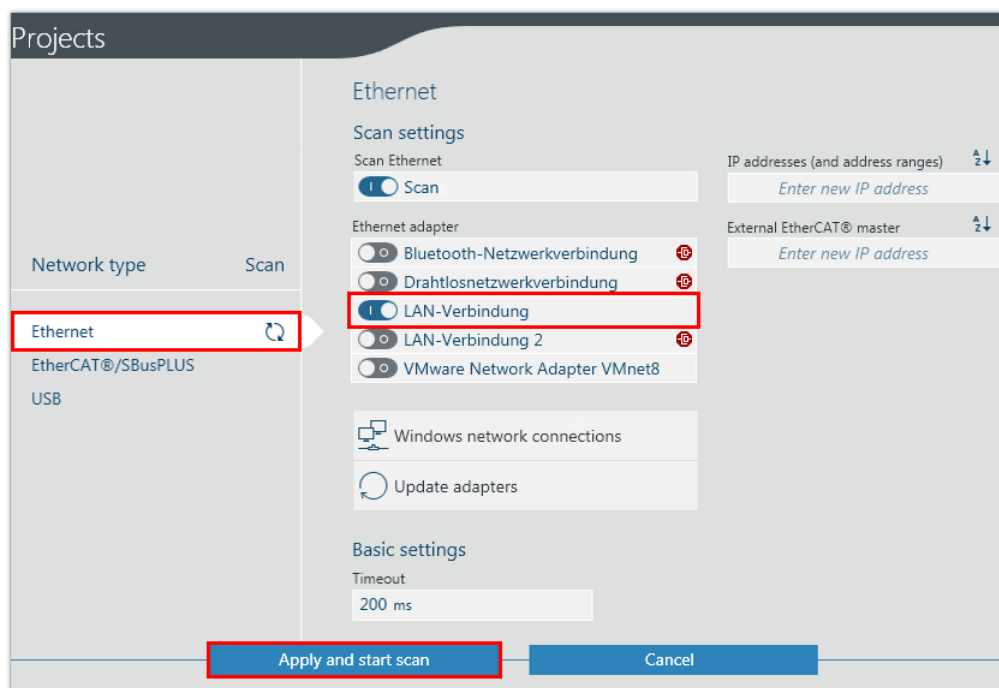 Projects
Network type Scan
Ethernet
EtherCAT®/SBusPLUS
USB
Ethernet
Scan settings
Scan Ethernet
Scan
Ethernet adapter
Bluetooth-Netzwerkverbindung
Drahtlosnetzwerkverbindung
LAN-Verbindung
LAN-Verbindung 2
VMware Network Adapter VMnet8
Windows network connections
Update adapters
Basic settings
Timeout
200 ms
IP addresses (and address ranges)
Enter new IP address
External EtherCAT® master
Enter new IP address
Apply and start scan
Cancel